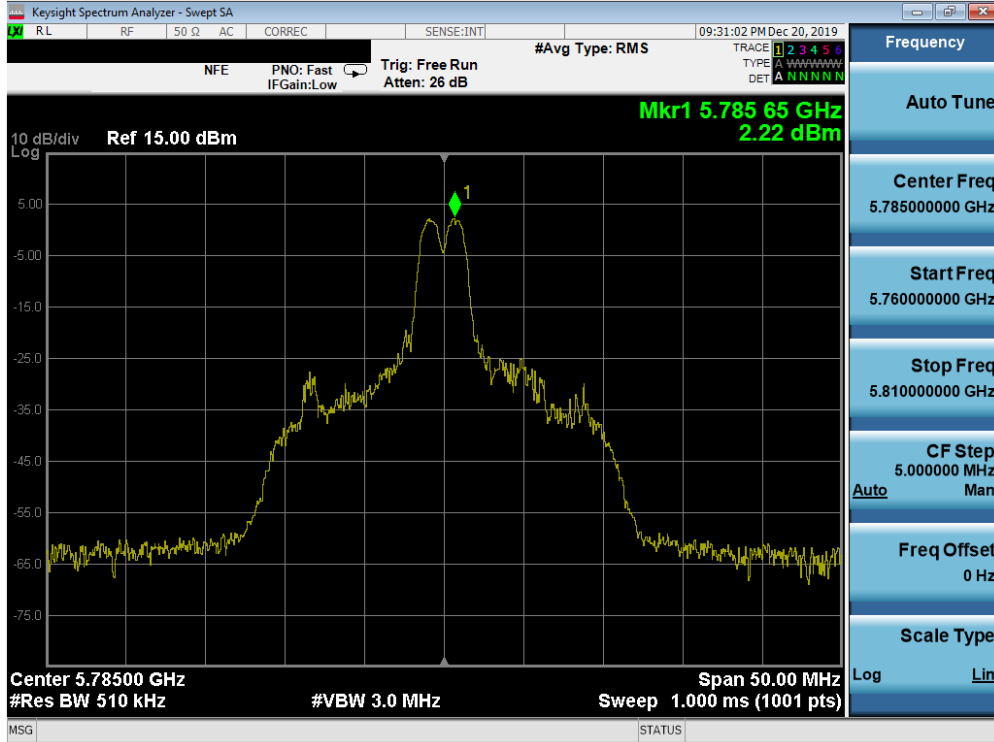 Keysight Spectrum Analyzer - Swept SA
LXI RL RF 50 Ω AC CORREC SENSE:INT 09:31:02 PM Dec 20, 2019
NFE PNO: Fast Trig: Free Run #Avg Type: RMS TRACE 1 2 3 4 5 6
IFGain:Low Atten: 26 dB TYPE A WWWWW
DET A N N N N N
Mkr1 5.785 65 GHz
2.22 dBm
10 dB/div Ref 15.00 dBm
Log
1
5.00
-5.00
-15.0
-25.0
-35.0
-45.0
-55.0
-65.0
-75.0
Center 5.78500 GHz Span 50.00 MHz
#Res BW 510 kHz #VBW 3.0 MHz Sweep 1.000 ms (1001 pts)
MSG STATUS
Frequency
Auto Tune
Center Freq
5.785000000 GHz
Start Freq
5.760000000 GHz
Stop Freq
5.810000000 GHz
CF Step
5.000000 MHz
Auto Man
Freq Offset
0 Hz
Scale Type
Log Lin